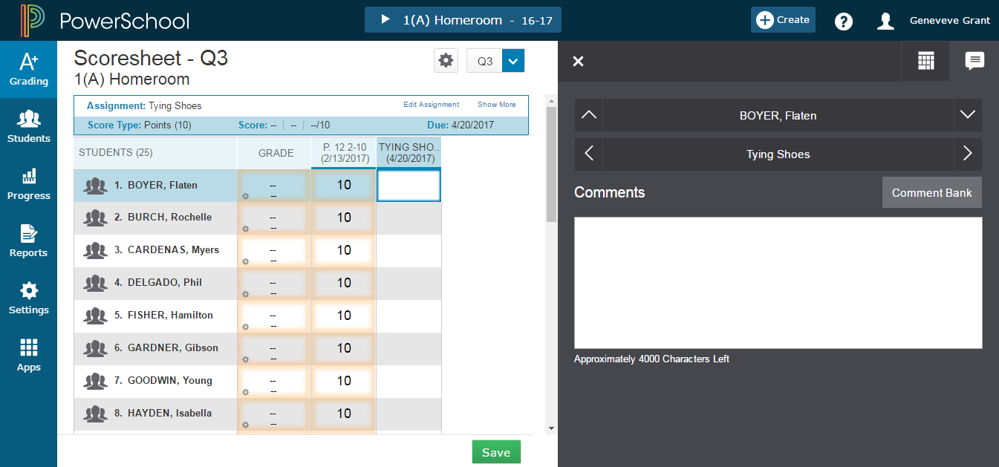 PowerSchool
1(A) Homeroom - 16-17
Create
?
Geneveve Grant
A+
Grading
Students
Progress
Reports
Settings
Apps
Scoresheet - Q3
1(A) Homeroom
Q3
Assignment: Tying Shoes
Edit Assignment
Show More
Score Type: Points (10)
Score: -- | -- | --/10
Due: 4/20/2017
STUDENTS (25)
GRADE
P. 12 2-10
(2/13/2017)
TYING SHO...
(4/20/2017)
1. BOYER, Flaten -- 10
--
2. BURCH, Rochelle -- 10
--
3. CARDENAS, Myers -- 10
--
4. DELGADO, Phil -- 10
--
5. FISHER, Hamilton -- 10
--
6. GARDNER, Gibson -- 10
--
7. GOODWIN, Young -- 10
--
8. HAYDEN, Isabella -- 10
--
Save
BOYER, Flaten
Tying Shoes
Comments
Comment Bank
Approximately 4000 Characters Left